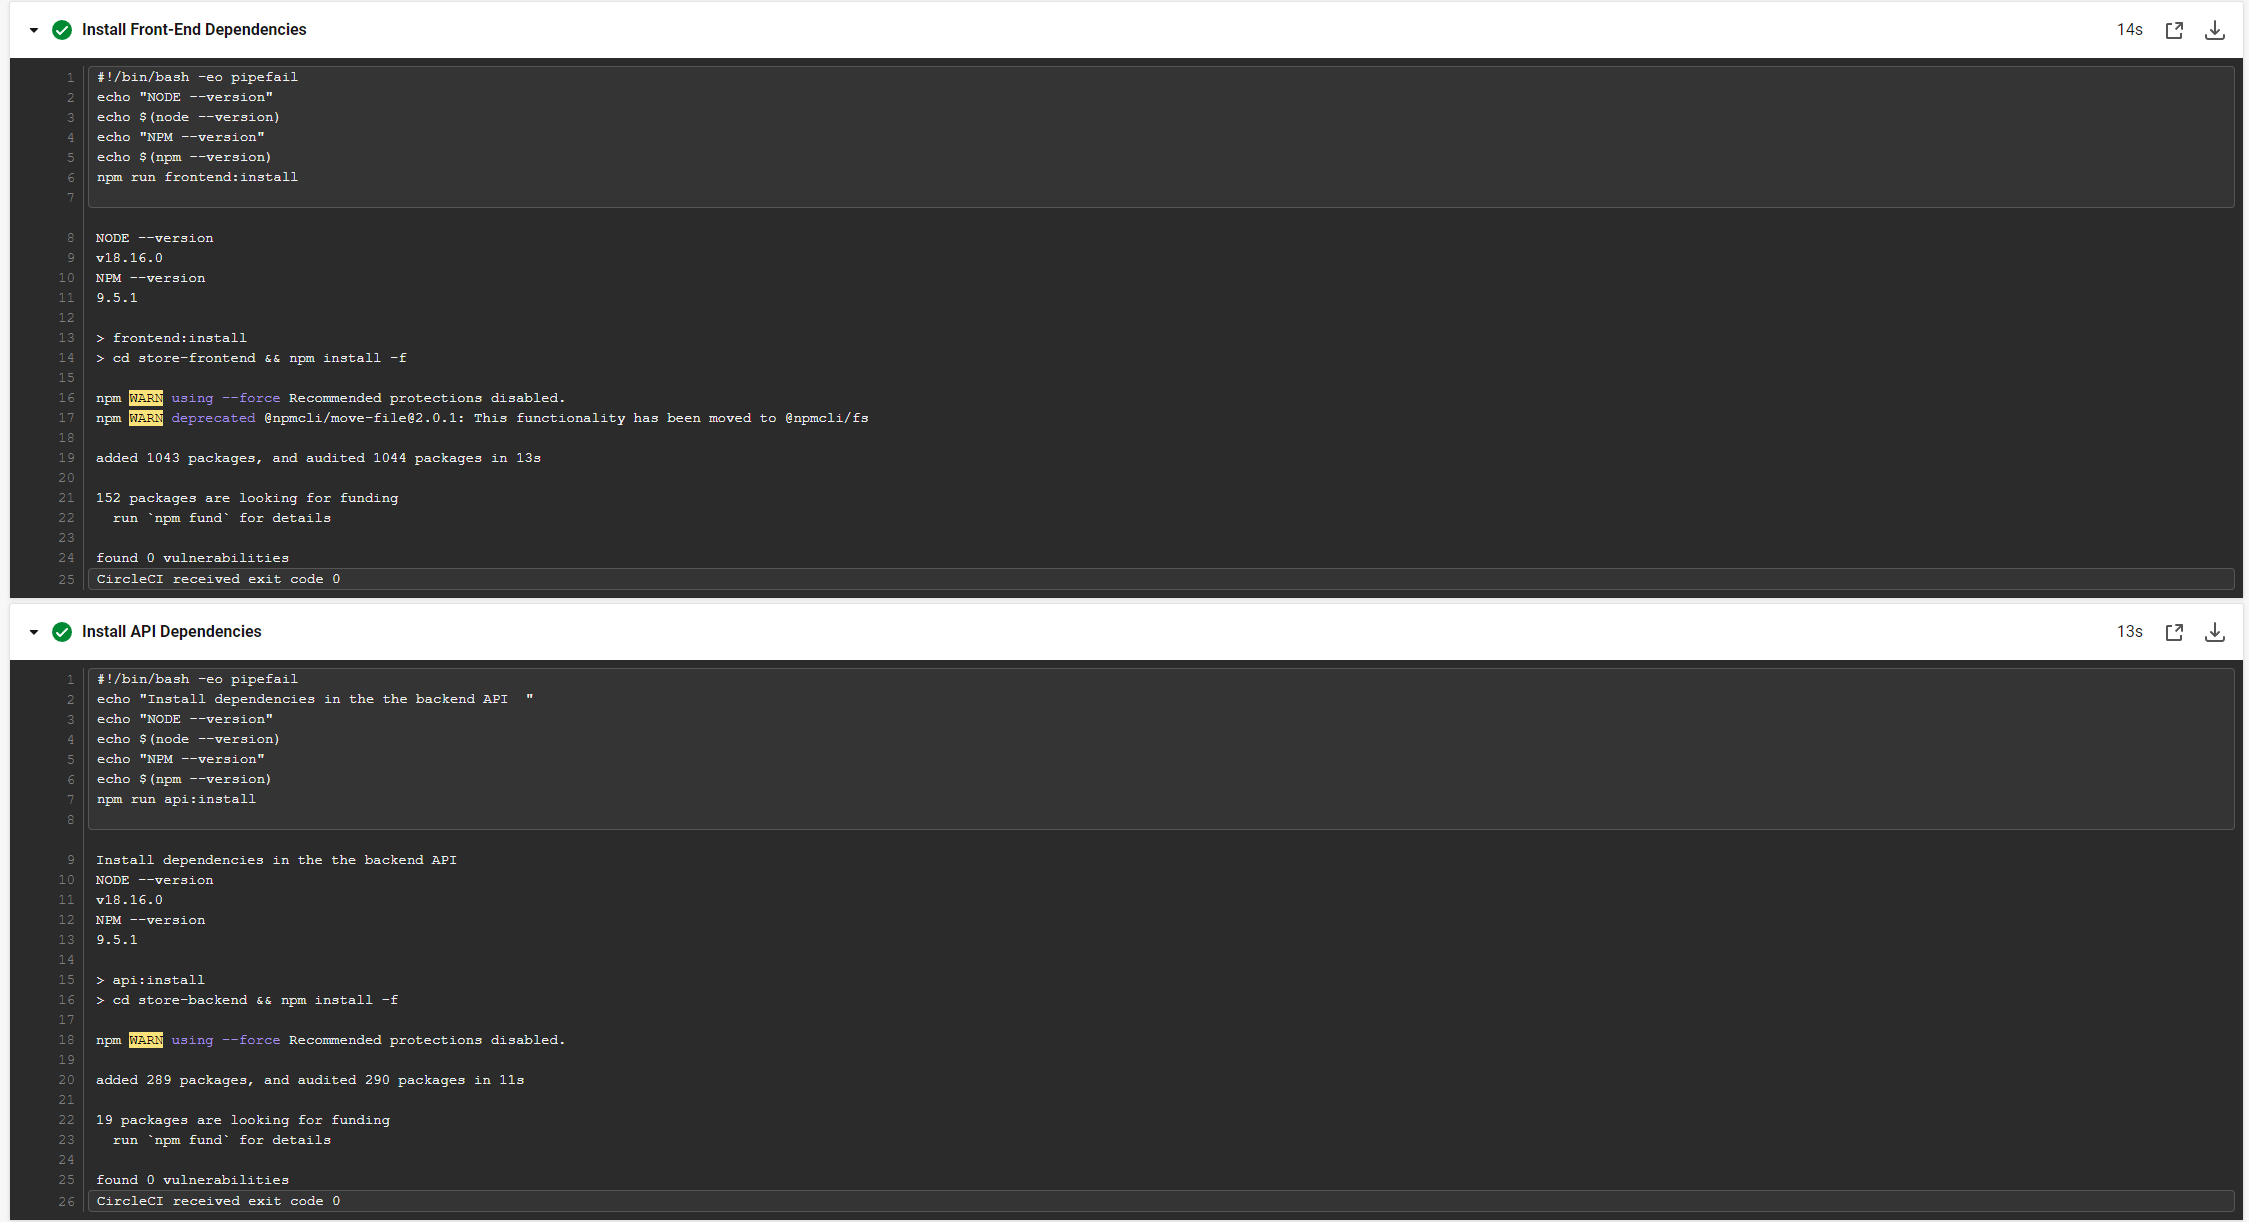 Install Front-End Dependencies 14s
1 #!/bin/bash -eo pipefail
2 echo "NODE --version"
3 echo $(node --version)
4 echo "NPM --version"
5 echo $(npm --version)
6 npm run frontend:install
7
8 NODE --version
9 v18.16.0
10 NPM --version
11 9.5.1
12
13 > frontend:install
14 > cd store-frontend && npm install -f
15
16 npm WARN using --force Recommended protections disabled.
17 npm WARN deprecated @npmcli/move-file@2.0.1: This functionality has been moved to @npmcli/fs
18
19 added 1043 packages, and audited 1044 packages in 13s
20
21 152 packages are looking for funding
22   run `npm fund` for details
23
24 found 0 vulnerabilities
25 CircleCI received exit code 0
Install API Dependencies 13s
1 #!/bin/bash -eo pipefail
2 echo "Install dependencies in the the backend API  "
3 echo "NODE --version"
4 echo $(node --version)
5 echo "NPM --version"
6 echo $(npm --version)
7 npm run api:install
8
9 Install dependencies in the the backend API
10 NODE --version
11 v18.16.0
12 NPM --version
13 9.5.1
14
15 > api:install
16 > cd store-backend && npm install -f
17
18 npm WARN using --force Recommended protections disabled.
19
20 added 289 packages, and audited 290 packages in 11s
21
22 19 packages are looking for funding
23   run `npm fund` for details
24
25 found 0 vulnerabilities
26 CircleCI received exit code 0